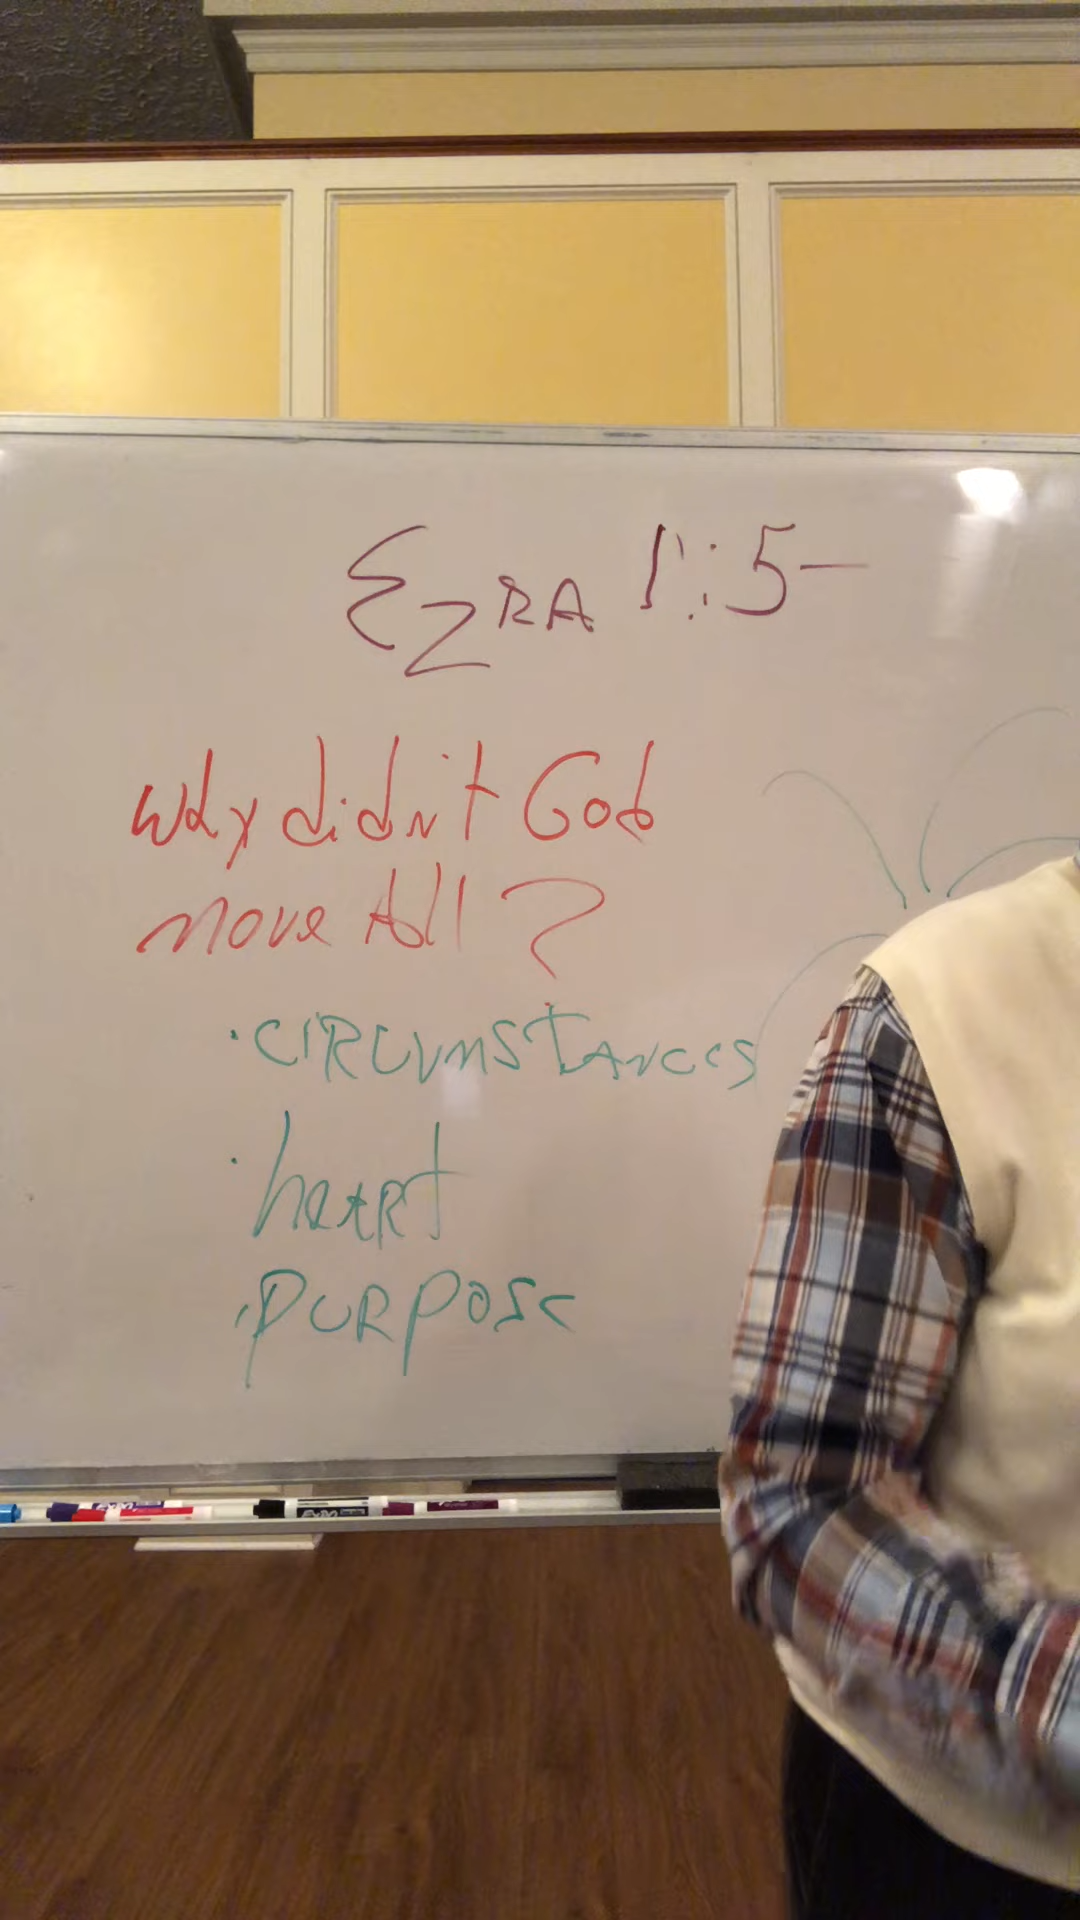 EZRA 1:5-
Why didn't God
move All ?
· CIRCUMSTANCES
· heart
· PURPOSE